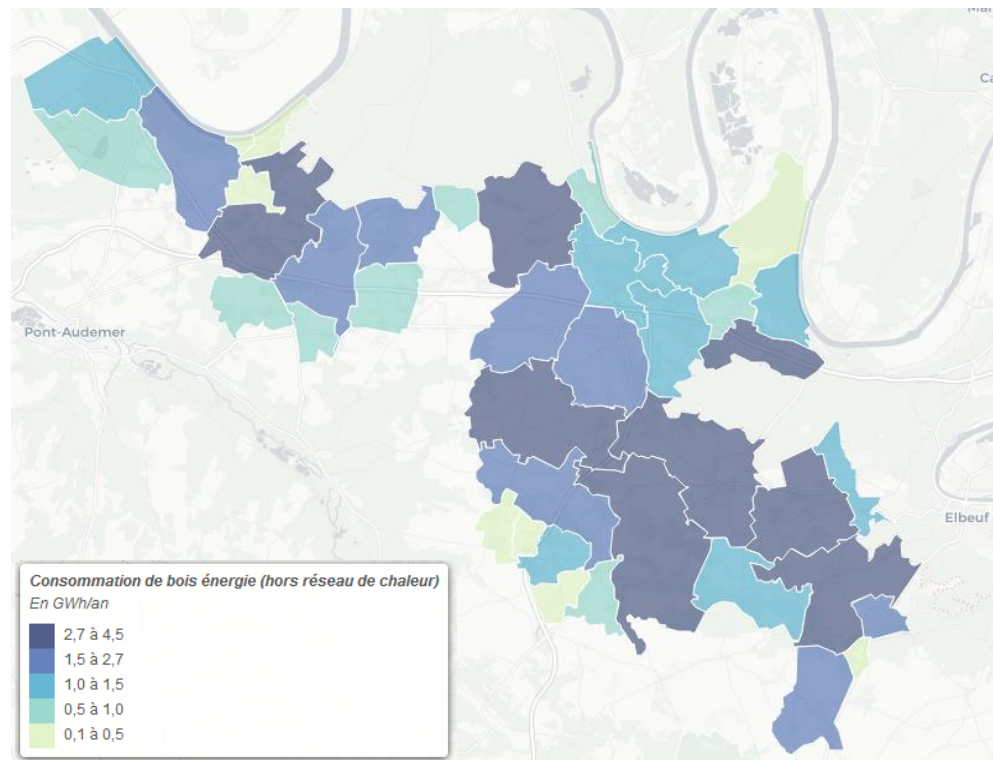 Pont-Audemer
Elbeuf
Consommation de bois énergie (hors réseau de chaleur)
En GWh/an
2,7 à 4,5
1,5 à 2,7
1,0 à 1,5
0,5 à 1,0
0,1 à 0,5